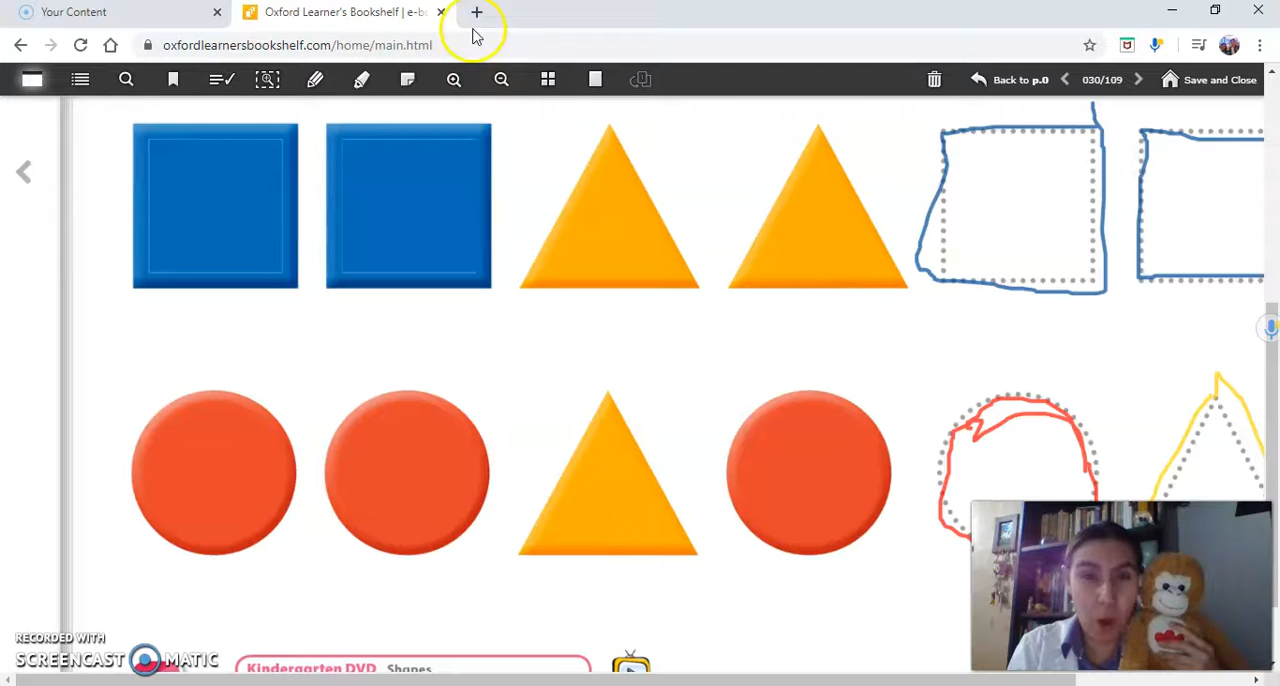 Your Content
Oxford Learner's Bookshelf | e-bo
oxfordlearnersbookshelf.com/home/main.html
Back to p.0
030/109
Save and Close
Kindergarten DVD Shapes
RECORDED WITH
SCREENCAST MATIC